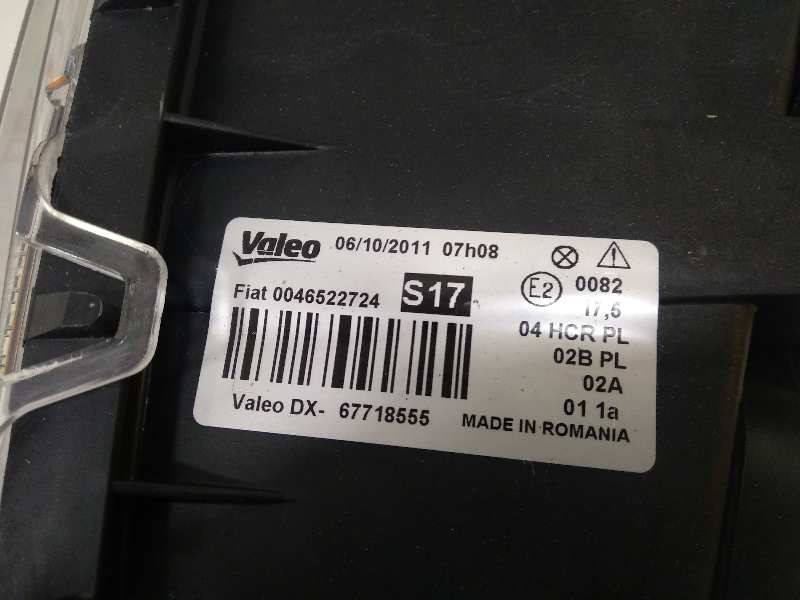 Valeo 06/10/2011 07h08
Fiat 0046522724 S17
E2 0082
17,5
04 HCR PL
02B PL
02A
01 1a
Valeo DX- 67718555
MADE IN ROMANIA